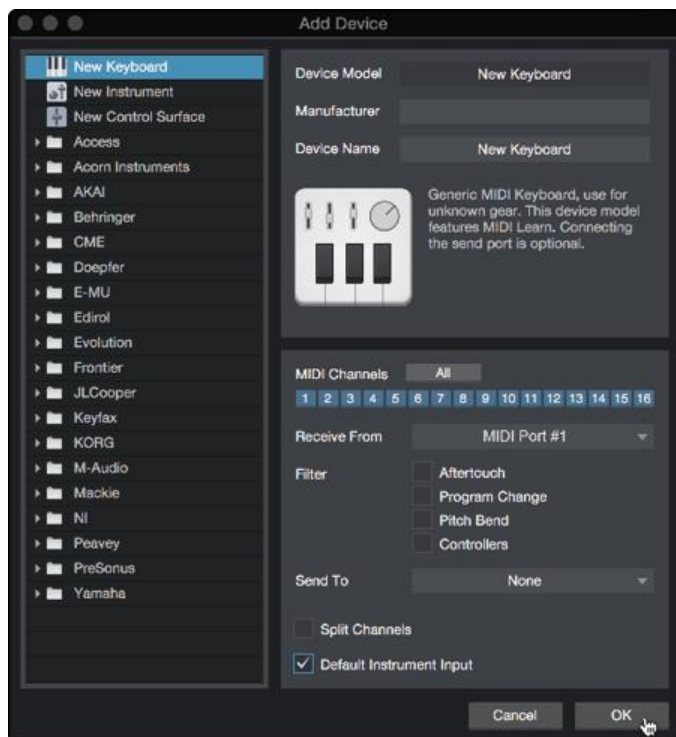 Add Device
New Keyboard
New Instrument
New Control Surface
Access
Acorn Instruments
AKAI
Behringer
CME
Doepfer
E-MU
Edirol
Evolution
Frontier
JLCooper
Keyfax
KORG
M-Audio
Mackie
NI
Peavey
PreSonus
Yamaha
Device Model New Keyboard
Manufacturer
Device Name New Keyboard
Generic MIDI Keyboard, use for
unknown gear. This device model
features MIDI Learn. Connecting
the send port is optional.
MIDI Channels All
1 2 3 4 5 6 7 8 9 10 11 12 13 14 15 16
Receive From MIDI Port #1
Filter Aftertouch
Program Change
Pitch Bend
Controllers
Send To None
Split Channels
Default Instrument Input
Cancel OK